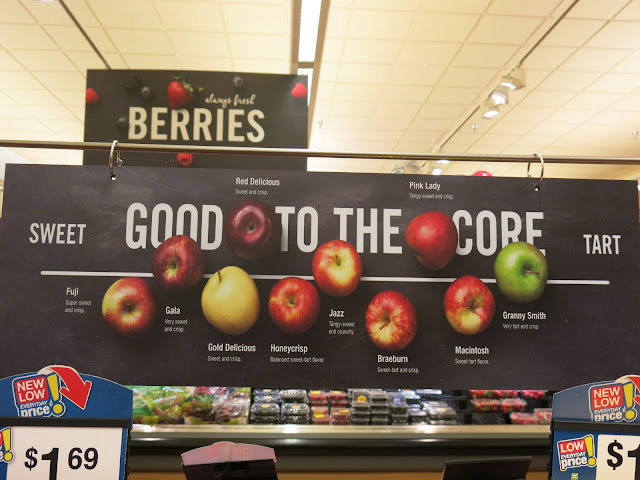 always fresh
BERRIES
Red Delicious
Sweet and crisp.
Pink Lady
Tangy-sweet and crisp.
SWEET
GOOD TO THE CORE
TART
Fuji
Super sweet
and crisp.
Gala
Very sweet
and crisp.
Gold Delicious
Sweet and crisp.
Honeycrisp
Balanced sweet-tart flavor.
Jazz
Tangy-sweet
and crunchy.
Braeburn
Sweet-tart and crisp.
Macintosh
Sweet-tart flavor.
Granny Smith
Very tart and crisp
NEW
LOW
EVERYDAY
price!
$1.69
NEW
LOW
EVERYDAY
price!
LOW
EVERYDAY
price!
$1